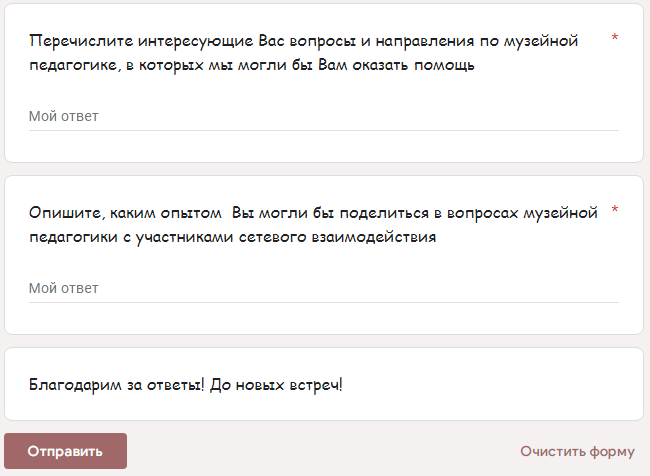 Перечислите интересующие Вас вопросы и направления по музейной *
педагогике, в которых мы могли бы Вам оказать помощь
Мой ответ
Опишите, каким опытом Вы могли бы поделиться в вопросах музейной *
педагогики с участниками сетевого взаимодействия
Мой ответ
Благодарим за ответы! До новых встреч!
Отправить
Очистить форму